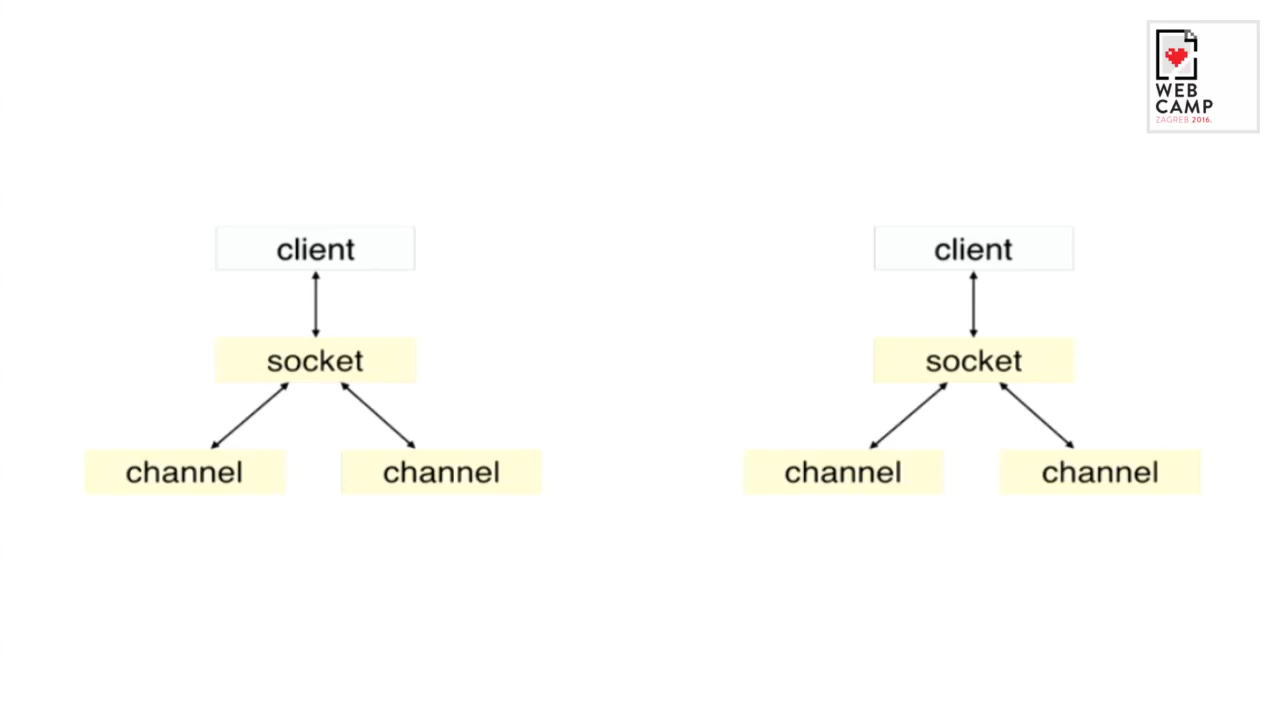 WEB
CAMP
ZAGREB 2016.
client
client
socket
socket
channel
channel
channel
channel